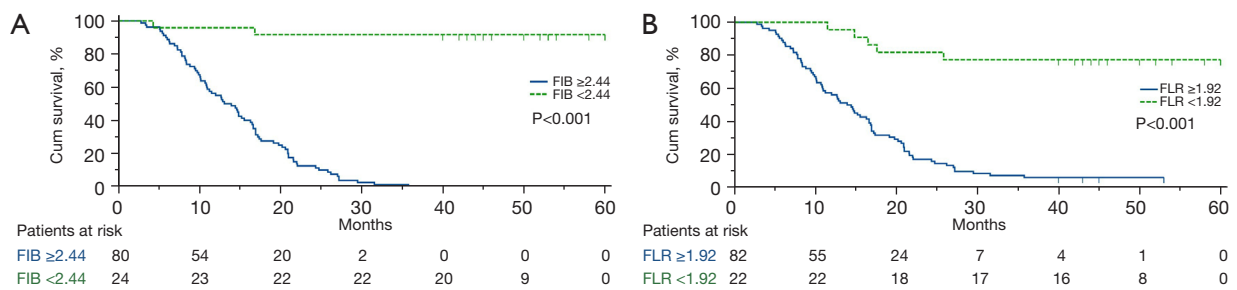 A
100
80
60
40
20
0
Cum survival, %
FIB ≥2.44
FIB <2.44
P<0.001
0 10 20 30 40 50 60
Months
Patients at risk
FIB ≥2.44 80 54 20 2 0 0 0
FIB <2.44 24 23 22 22 20 9 0
B
100
80
60
40
20
0
Cum survival, %
FLR ≥1.92
FLR <1.92
P<0.001
0 10 20 30 40 50 60
Months
Patients at risk
FLR ≥1.92 82 55 24 7 4 1 0
FLR <1.92 22 22 18 17 16 8 0